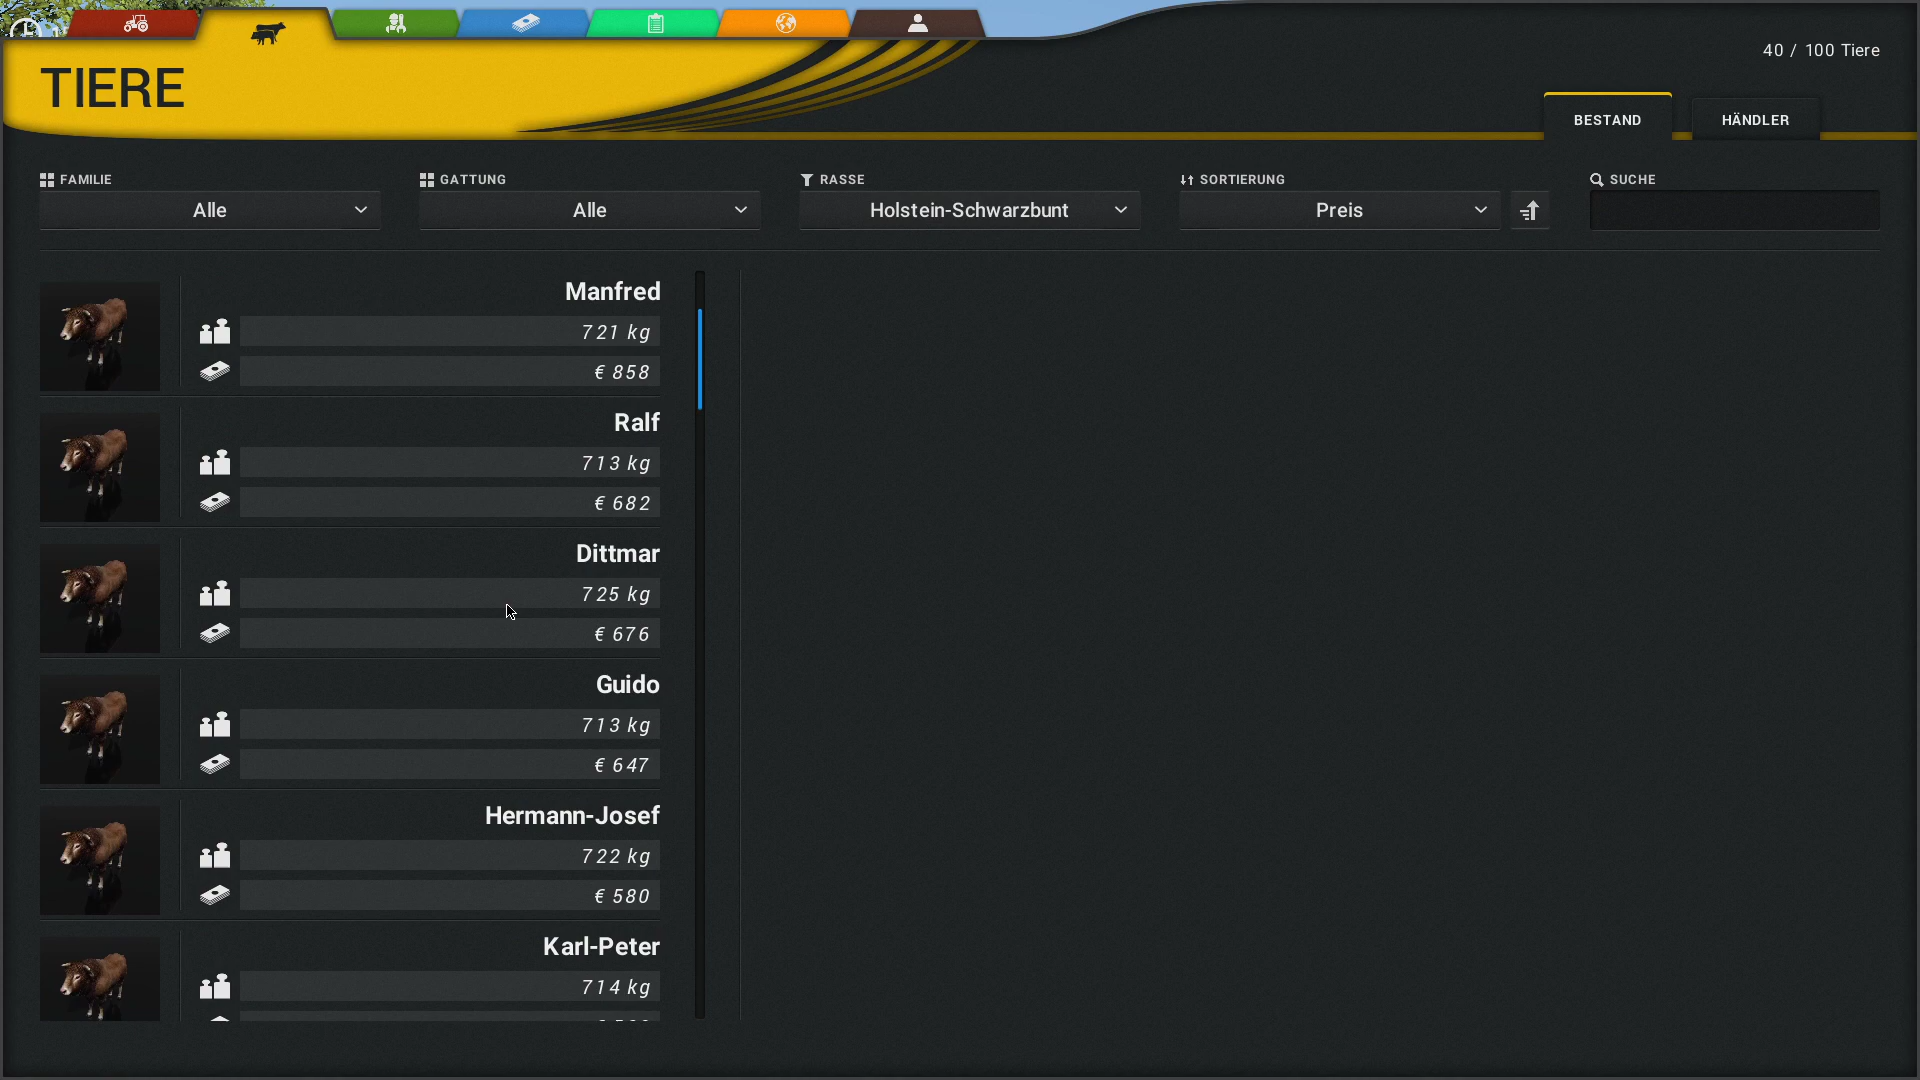 40 / 100 Tiere
TIERE
BESTAND
HÄNDLER
FAMILIE
GATTUNG
RASSE
SORTIERUNG
SUCHE
Alle
Alle
Holstein-Schwarzbunt
Preis
Manfred
721 kg
€ 858
Ralf
713 kg
€ 682
Dittmar
725 kg
€ 676
Guido
713 kg
€ 647
Hermann-Josef
722 kg
€ 580
Karl-Peter
714 kg